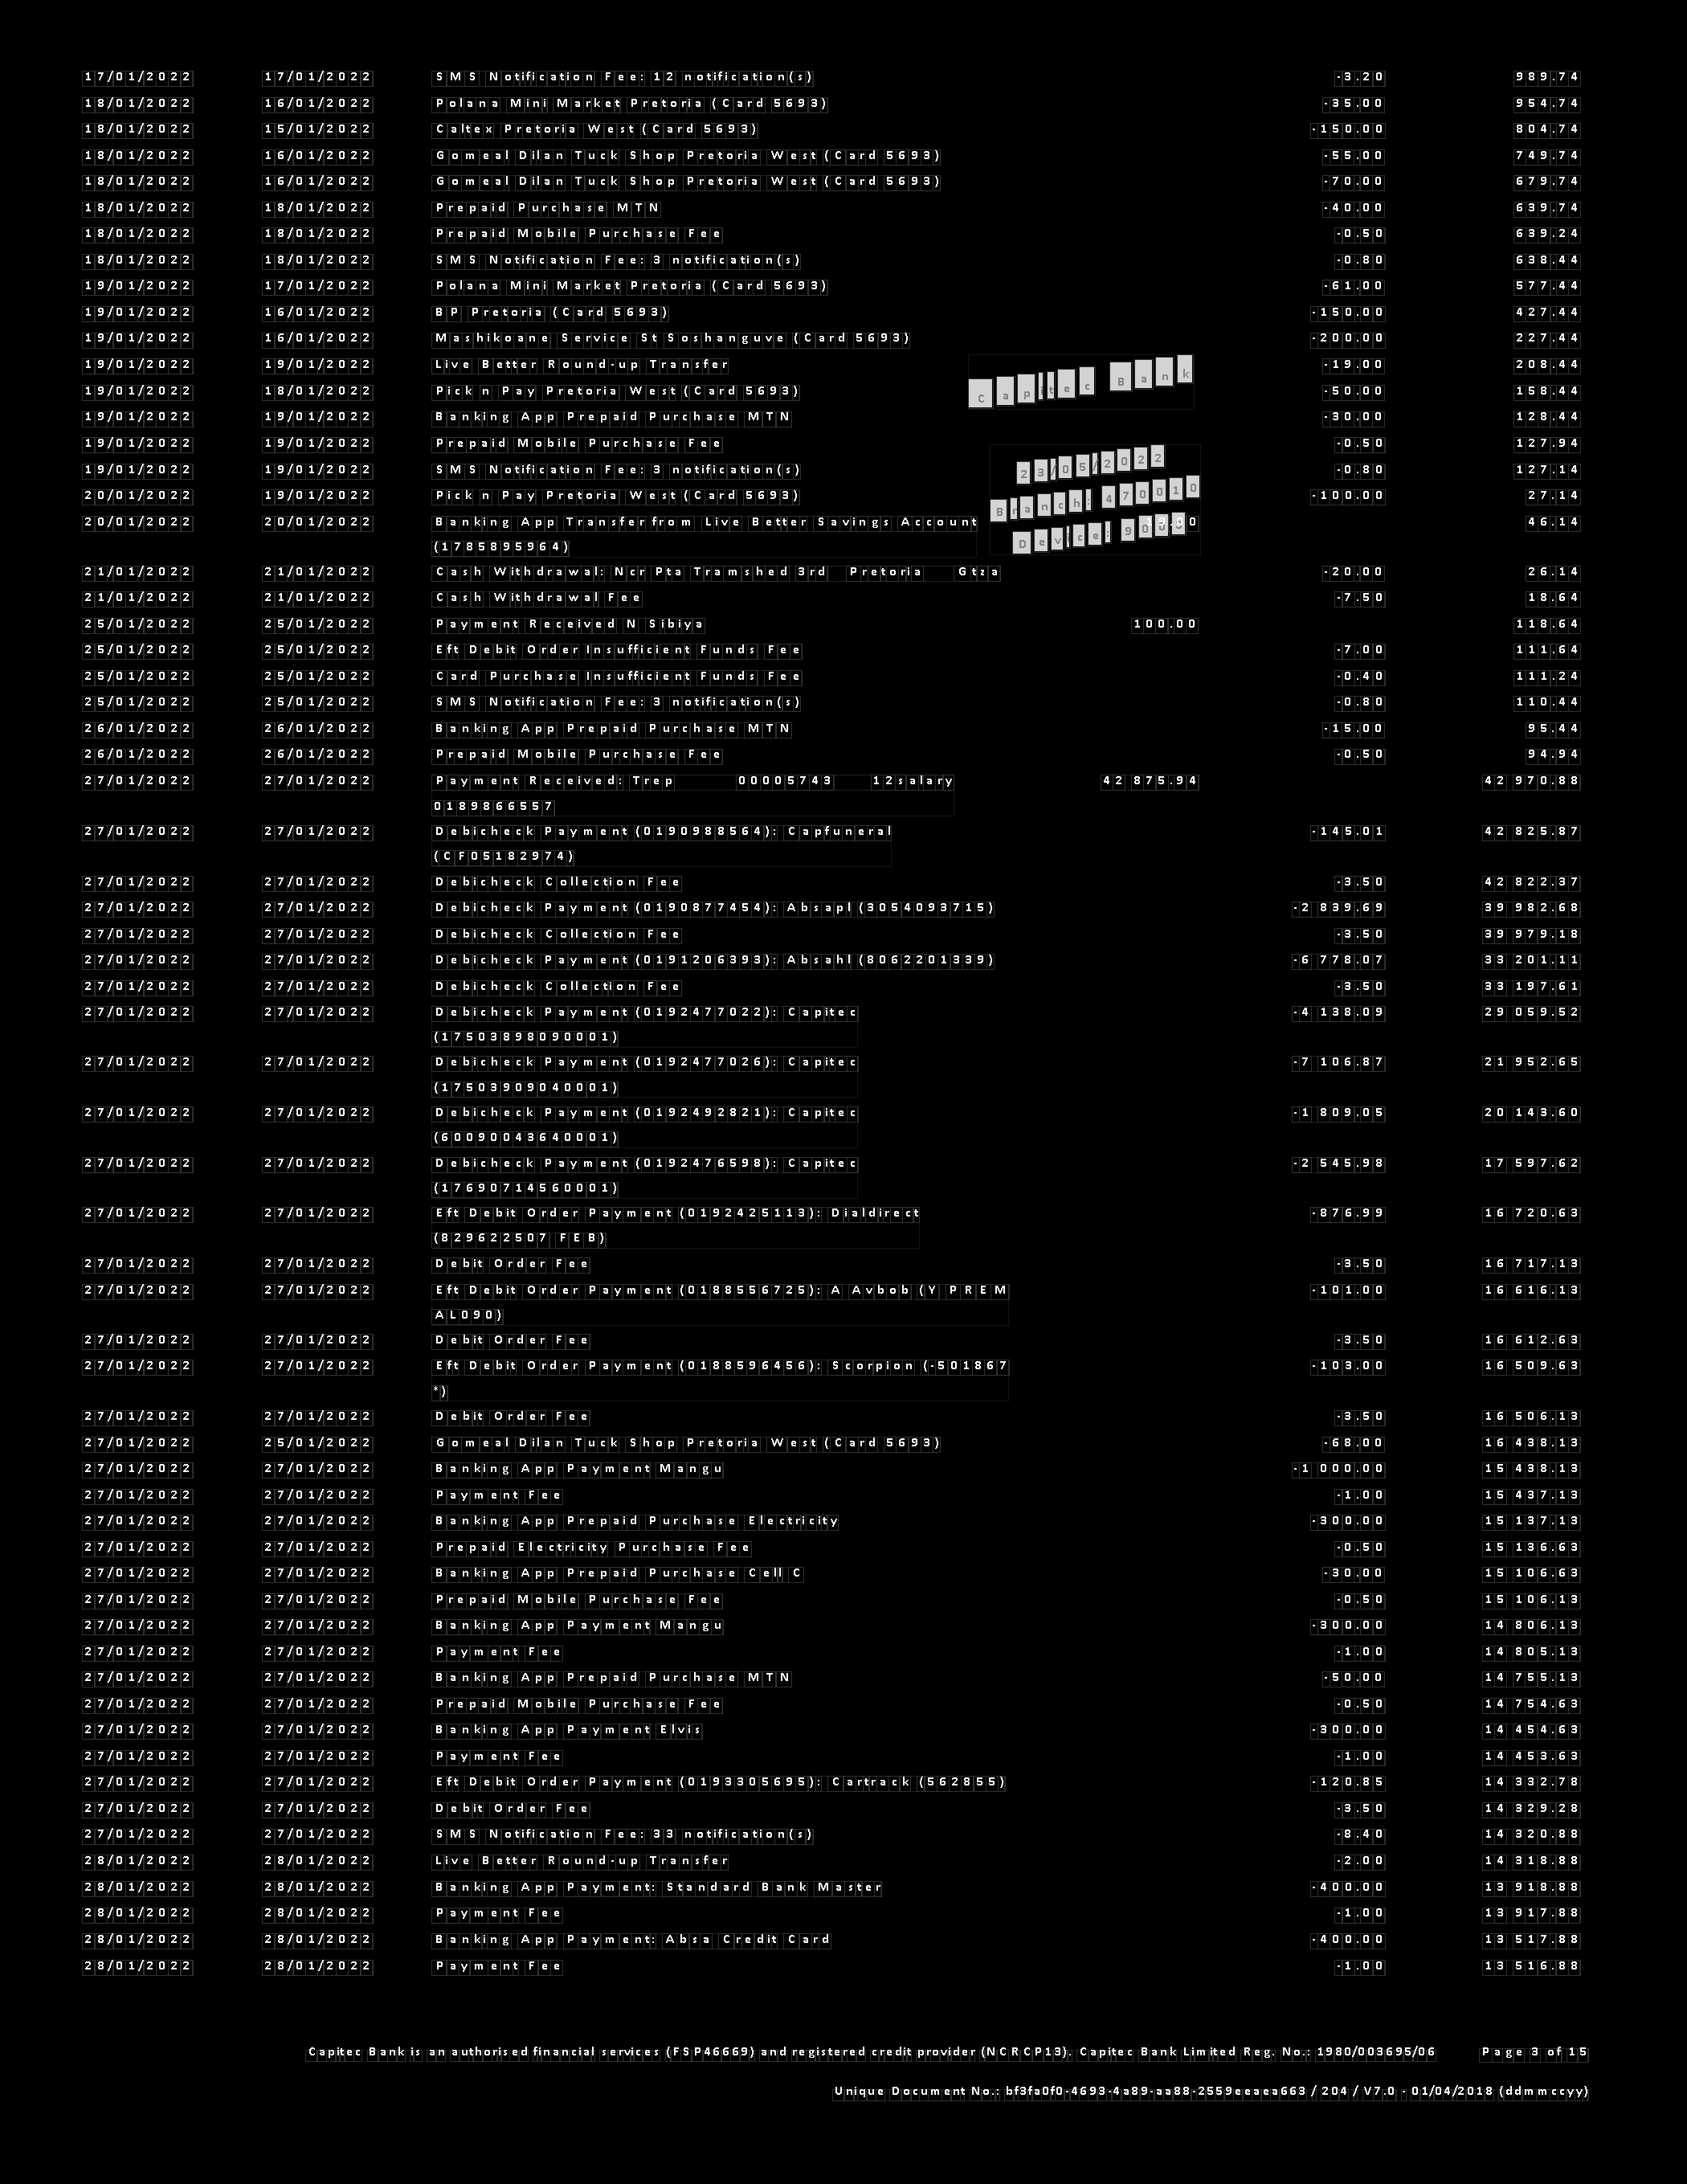 17/01/2022 17/01/2022 SMS Notification Fee: 12 notification(s) -3.20 989.74
18/01/2022 16/01/2022 Polana Mini Market Pretoria (Card 5693) -35.00 954.74
18/01/2022 15/01/2022 Caltex Pretoria West (Card 5693) -150.00 804.74
18/01/2022 16/01/2022 Gomeal Dilan Tuck Shop Pretoria West (Card 5693) -55.00 749.74
18/01/2022 16/01/2022 Gomeal Dilan Tuck Shop Pretoria West (Card 5693) -70.00 679.74
18/01/2022 18/01/2022 Prepaid Purchase MTN -40.00 639.74
18/01/2022 18/01/2022 Prepaid Mobile Purchase Fee -0.50 639.24
18/01/2022 18/01/2022 SMS Notification Fee: 3 notification(s) -0.80 638.44
19/01/2022 17/01/2022 Polana Mini Market Pretoria (Card 5693) -61.00 577.44
19/01/2022 16/01/2022 BP Pretoria (Card 5693) -150.00 427.44
19/01/2022 16/01/2022 Mashikoane Service St Soshanguve (Card 5693) -200.00 227.44
19/01/2022 19/01/2022 Live Better Round-up Transfer -19.00 208.44
Capitec Bank
19/01/2022 18/01/2022 Pick n Pay Pretoria West (Card 5693) -50.00 158.44
19/01/2022 19/01/2022 Banking App Prepaid Purchase MTN -30.00 128.44
19/01/2022 19/01/2022 Prepaid Mobile Purchase Fee -0.50 127.94
23/05/2022
19/01/2022 19/01/2022 SMS Notification Fee: 3 notification(s) -0.80 127.14
20/01/2022 19/01/2022 Pick n Pay Pretoria West (Card 5693) -100.00 27.14
Branch: 470010
20/01/2022 20/01/2022 Banking App Transfer from Live Better Savings Account 46.14
(1785895964)
Device:
21/01/2022 21/01/2022 Cash Withdrawal: Ncr Pta Tramshed 3rd Pretoria Gtza -20.00 26.14
21/01/2022 21/01/2022 Cash Withdrawal Fee -7.50 18.64
25/01/2022 25/01/2022 Payment Received N Sibiya 100.00 118.64
25/01/2022 25/01/2022 Eft Debit Order Insufficient Funds Fee -7.00 111.64
25/01/2022 25/01/2022 Card Purchase Insufficient Funds Fee -0.40 111.24
25/01/2022 25/01/2022 SMS Notification Fee: 3 notification(s) -0.80 110.44
26/01/2022 26/01/2022 Banking App Prepaid Purchase MTN -15.00 95.44
26/01/2022 26/01/2022 Prepaid Mobile Purchase Fee -0.50 94.94
27/01/2022 27/01/2022 Payment Received: Trep 00005743 12salary 42 875.94 42 970.88
0189866557
27/01/2022 27/01/2022 Debicheck Payment (0190988564): Capfuneral -145.01 42 825.87
(CF05182974)
27/01/2022 27/01/2022 Debicheck Collection Fee -3.50 42 822.37
27/01/2022 27/01/2022 Debicheck Payment (0190877454): Absapl (3054093715) -2 839.69 39 982.68
27/01/2022 27/01/2022 Debicheck Collection Fee -3.50 39 979.18
27/01/2022 27/01/2022 Debicheck Payment (0191206393): Absahl (8062201339) -6 778.07 33 201.11
27/01/2022 27/01/2022 Debicheck Collection Fee -3.50 33 197.61
27/01/2022 27/01/2022 Debicheck Payment (0192477022): Capitec -4 138.09 29 059.52
(17503898090001)
27/01/2022 27/01/2022 Debicheck Payment (0192477026): Capitec -7 106.87 21 952.65
(17503909040001)
27/01/2022 27/01/2022 Debicheck Payment (0192492821): Capitec -1 809.05 20 143.60
(60090043640001)
27/01/2022 27/01/2022 Debicheck Payment (0192476598): Capitec -2 545.98 17 597.62
(17690714560001)
27/01/2022 27/01/2022 Eft Debit Order Payment (0192425113): Dialdirect -876.99 16 720.63
(829622507 FEB)
27/01/2022 27/01/2022 Debit Order Fee -3.50 16 717.13
27/01/2022 27/01/2022 Eft Debit Order Payment (0188556725): A Avbob (Y PREM -101.00 16 616.13
AL090)
27/01/2022 27/01/2022 Debit Order Fee -3.50 16 612.63
27/01/2022 27/01/2022 Eft Debit Order Payment (0188596456): Scorpion (-501867 -103.00 16 509.63
*)
27/01/2022 27/01/2022 Debit Order Fee -3.50 16 506.13
27/01/2022 25/01/2022 Gomeal Dilan Tuck Shop Pretoria West (Card 5693) -68.00 16 438.13
27/01/2022 27/01/2022 Banking App Payment Mangu -1 000.00 15 438.13
27/01/2022 27/01/2022 Payment Fee -1.00 15 437.13
27/01/2022 27/01/2022 Banking App Prepaid Purchase Electricity -300.00 15 137.13
27/01/2022 27/01/2022 Prepaid Electricity Purchase Fee -0.50 15 136.63
27/01/2022 27/01/2022 Banking App Prepaid Purchase Cell C -30.00 15 106.63
27/01/2022 27/01/2022 Prepaid Mobile Purchase Fee -0.50 15 106.13
27/01/2022 27/01/2022 Banking App Payment Mangu -300.00 14 806.13
27/01/2022 27/01/2022 Payment Fee -1.00 14 805.13
27/01/2022 27/01/2022 Banking App Prepaid Purchase MTN -50.00 14 755.13
27/01/2022 27/01/2022 Prepaid Mobile Purchase Fee -0.50 14 754.63
27/01/2022 27/01/2022 Banking App Payment Elvis -300.00 14 454.63
27/01/2022 27/01/2022 Payment Fee -1.00 14 453.63
27/01/2022 27/01/2022 Eft Debit Order Payment (0193305695): Cartrack (562855) -120.85 14 332.78
27/01/2022 27/01/2022 Debit Order Fee -3.50 14 329.28
27/01/2022 27/01/2022 SMS Notification Fee: 33 notification(s) -8.40 14 320.88
28/01/2022 28/01/2022 Live Better Round-up Transfer -2.00 14 318.88
28/01/2022 28/01/2022 Banking App Payment: Standard Bank Master -400.00 13 918.88
28/01/2022 28/01/2022 Payment Fee -1.00 13 917.88
28/01/2022 28/01/2022 Banking App Payment: Absa Credit Card -400.00 13 517.88
28/01/2022 28/01/2022 Payment Fee -1.00 13 516.88
Capitec Bank is an authorised financial services (FSP46669) and registered credit provider (NCRCP13). Capitec Bank Limited Reg. No.: 1980/003695/06 Page 3 of 15
Unique Document No.: bf3fa0f0-4693-4a89-aa88-2559eeaea663 / 204 / V7.0 - 01/04/2018 (ddmmccyy)